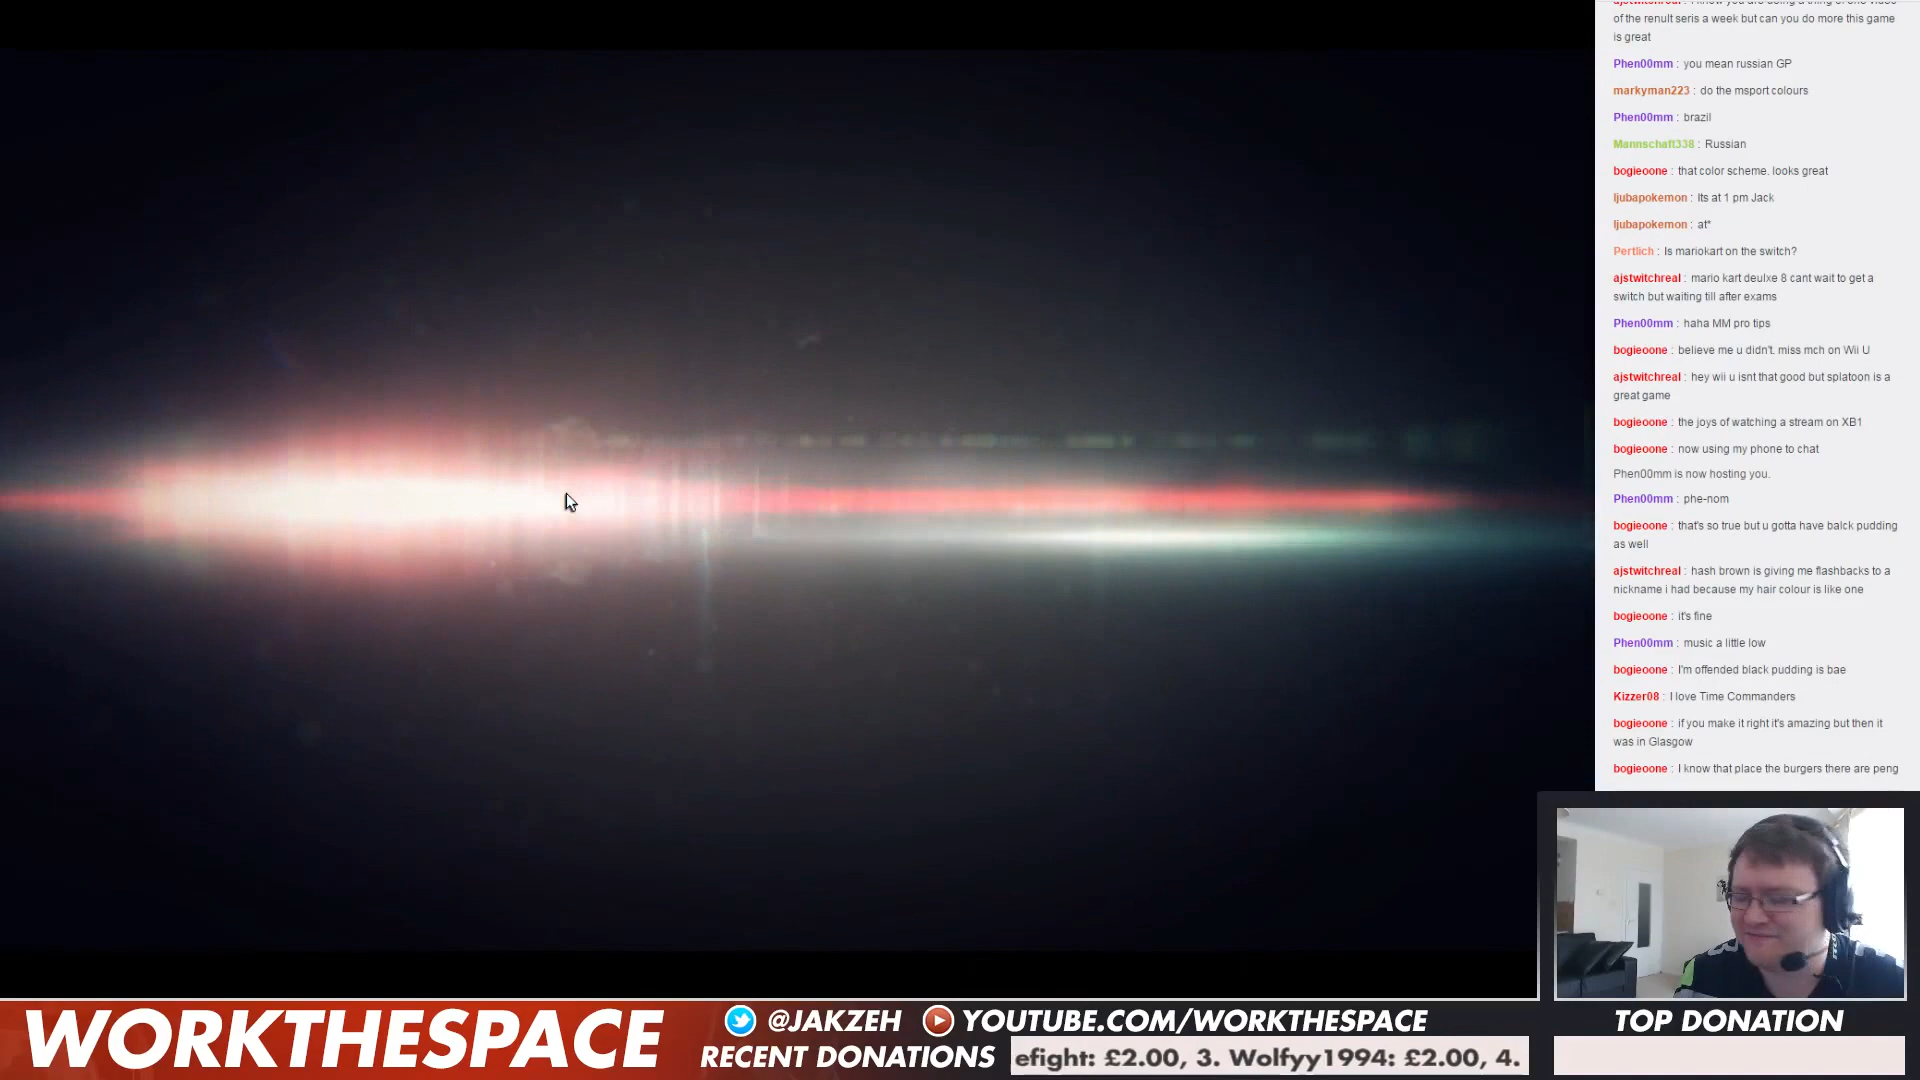 of the renult seris a week but can you do more this game
is great
Phen00mm : you mean russian GP
markyman223 : do the msport colours
Phen00mm : brazil
Mannschaft338 : Russian
bogieoone : that color scheme. looks great
ljubapokemon : Its at 1 pm Jack
ljubapokemon : at*
Pertlich : Is mariokart on the switch?
ajstwitchreal : mario kart deulxe 8 cant wait to get a
switch but waiting till after exams
Phen00mm : haha MM pro tips
bogieoone : believe me u didn't. miss mch on Wii U
ajstwitchreal : hey wii u isnt that good but splatoon is a
great game
bogieoone : the joys of watching a stream on XB1
bogieoone : now using my phone to chat
Phen00mm is now hosting you.
Phen00mm : phe-nom
bogieoone : that's so true but u gotta have balck pudding
as well
ajstwitchreal : hash brown is giving me flashbacks to a
nickname i had because my hair colour is like one
bogieoone : it's fine
Phen00mm : music a little low
bogieoone : I'm offended black pudding is bae
Kizzer08 : I love Time Commanders
bogieoone : if you make it right it's amazing but then it
was in Glasgow
bogieoone : I know that place the burgers there are peng
WORKTHESPACE
@JAKZEH
YOUTUBE.COM/WORKTHESPACE
RECENT DONATIONS
efight: £2.00, 3. Wolfyy1994: £2.00, 4.
TOP DONATION